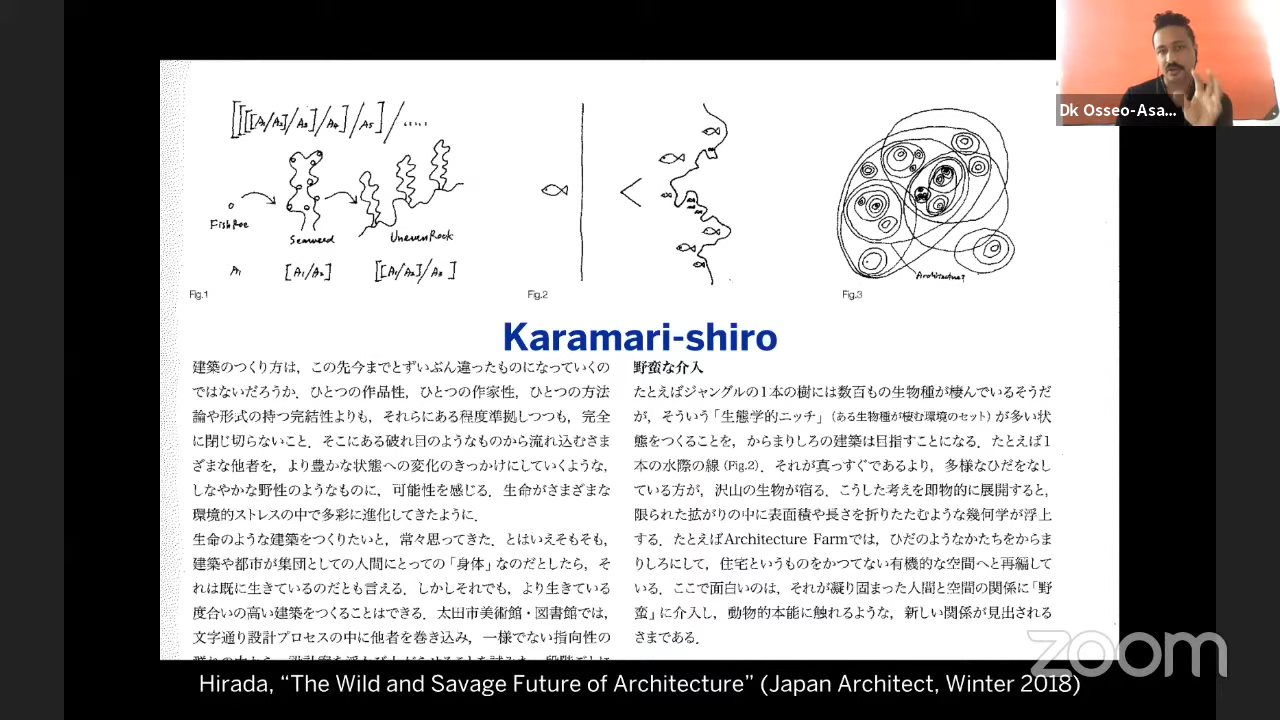 Dk Osseo-Asa...
[[[[A1/A2]/A3]/A4]/A5]/.....
Fish Roe
Seaweed
Uneven Rock
A1
[A1/A2]
[[A1/A2]/A3]
Architecture?
Fig.1
Fig.2
Fig.3
Karamari-shiro
建築のつくり方は，この先今までとずいぶん違ったものになっていくの
ではないだろうか．ひとつの作品性，ひとつの作家性，ひとつの方法
論や形式の持つ完結性よりも，それらにある程度準拠しつつも，完全
に閉じ切らないこと．そこにある破れ目のようなものから流れ込むさま
ざまな他者を，より豊かな状態への変化のきっかけにしていくような，
しなやかな野性のようなものに，可能性を感じる．生命がさまざまな
環境的ストレスの中で多彩に進化してきたように．
生命のような建築をつくりたいと，常々思ってきた．とはいえそもそも，
建築や都市が集団としての人間にとっての「身体」なのだとしたら，そ
れは既に生きているのだとも言える．しかしそれでも，より生きている
度合いの高い建築をつくることはできる．太田市美術館・図書館では，
文字通り設計プロセスの中に他者を巻き込み，一様でない指向性の
野蛮な介入
たとえばジャングルの1本の樹には数百もの生物種が棲んでいるそうだ
が，そういう「生態学的ニッチ」（ある生物種が棲む環境のセット）が多い状
態をつくることを，からまりしろの建築は目指すことになる．たとえば1
本の水際の線（Fig.2）．それが真っすぐであるより，多様なひだをなし
ている方が，沢山の生物が宿る．こうした考えを即物的に展開すると，
限られた拡がりの中に表面積や長さを折りたたむような幾何学が浮上
する．たとえばArchitecture Farmでは，ひだのようなかたちをからま
りしろにして，住宅というものをかつてない有機的な空間へと再編して
いる．ここで面白いのは，それが凝り固まった人間と空間の関係に「野
蛮」に介入し，動物的本能に触れるような，新しい関係が見出される
さまである．
zoom
Hirada, “The Wild and Savage Future of Architecture” (Japan Architect, Winter 2018)